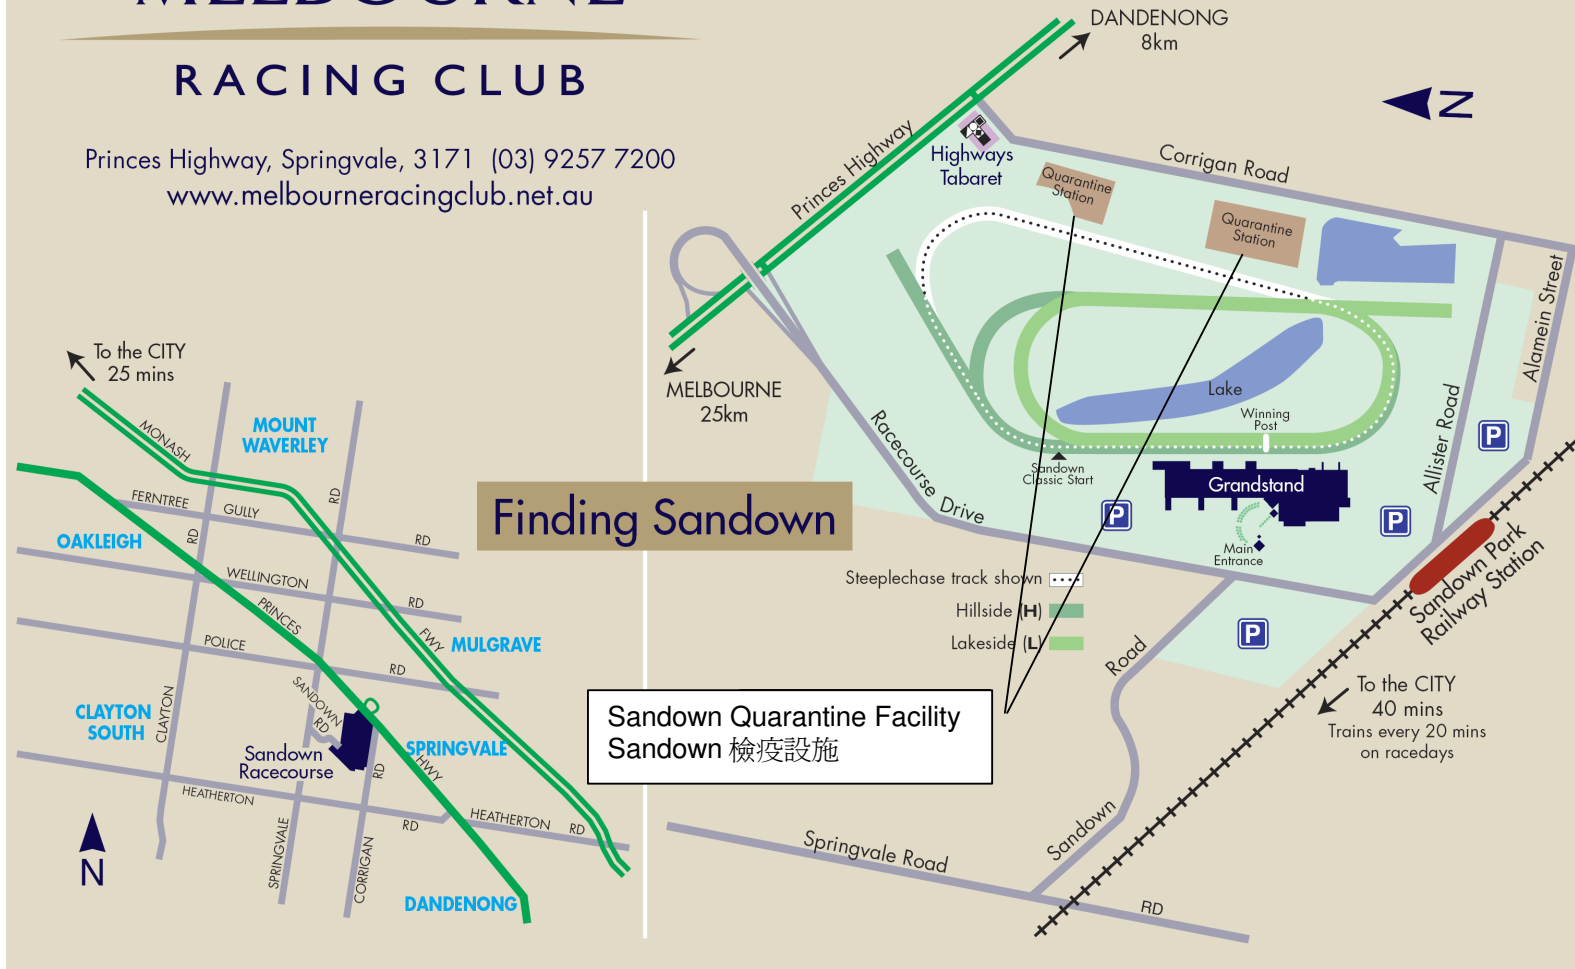 MELBOURNE
RACING CLUB
Princes Highway, Springvale, 3171 (03) 9257 7200
www.melbourneracingclub.net.au
To the CITY
25 mins
MONASH
MOUNT
WAVERLEY
FERNTREE
GULLY
RD
RD
RD
OAKLEIGH
WELLINGTON
RD
PRINCES
FWY
MULGRAVE
POLICE
RD
SANDOWN
RD
CLAYTON
SOUTH
CLAYTON
Sandown
Racecourse
SPRINGVALE
HWY
RD
HEATHERTON
RD
HEATHERTON
RD
SPRINGVALE
CORRIGAN
N
DANDENONG
Finding Sandown
DANDENONG
8km
N
Princes Highway
Highways
Tabaret
Corrigan Road
Quarantine
Station
Quarantine
Station
Alamein Street
MELBOURNE
25km
Lake
Winning
Post
Racecourse Drive
Sandown
Classic Start
Grandstand
Allister Road
P
P
P
Main
Entrance
Steeplechase track shown
Hillside (H)
Lakeside (L)
P
Sandown Park
Railway Station
To the CITY
40 mins
Trains every 20 mins
on racedays
Sandown Quarantine Facility
Sandown 檢疫設施
Sandown Road
Springvale Road
RD